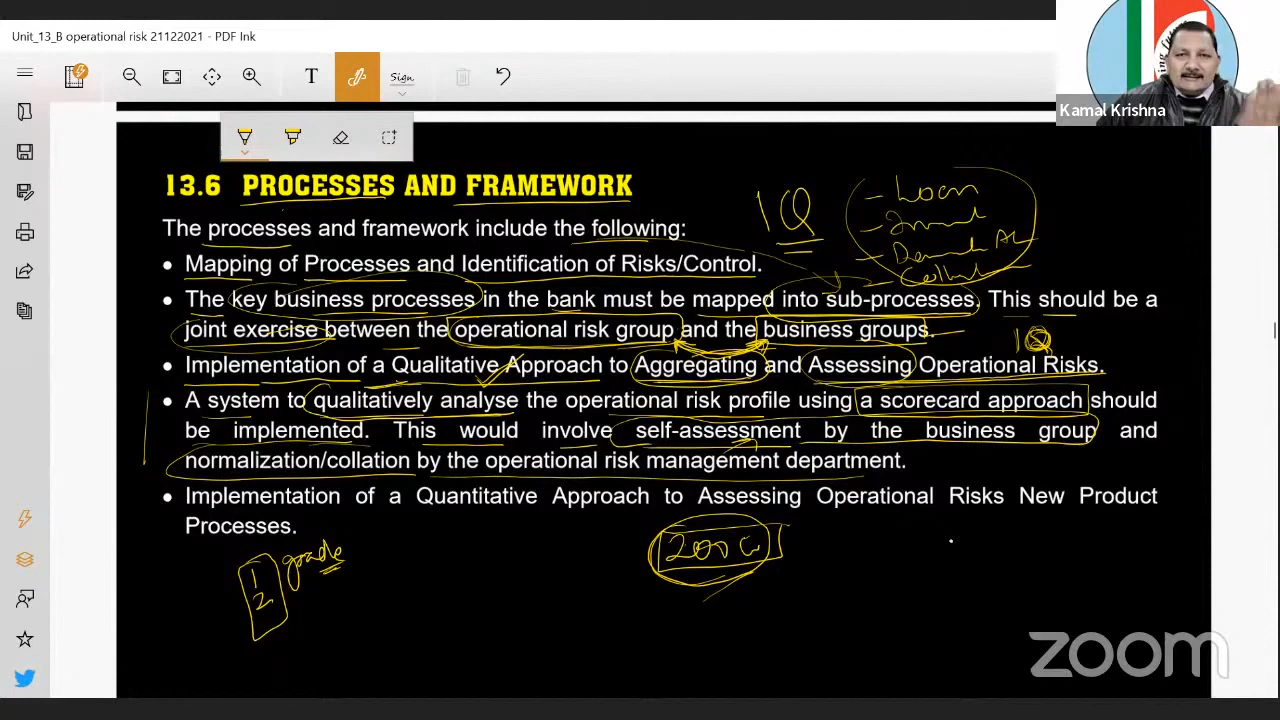 Unit_13_B operational risk 21122021 - PDF Ink
T
Sign
Kamal Krishna
13.6 PROCESSES AND FRAMEWORK
1Q
- Loan
The processes and framework include the following:
• Mapping of Processes and Identification of Risks/Control.
• The key business processes in the bank must be mapped into sub-processes. This should be a
joint exercise between the operational risk group and the business groups.
1Q
• Implementation of a Qualitative Approach to Aggregating and Assessing Operational Risks.
• A system to qualitatively analyse the operational risk profile using a scorecard approach should
be implemented. This would involve self-assessment by the business group and
normalization/collation by the operational risk management department.
• Implementation of a Quantitative Approach to Assessing Operational Risks New Product
Processes.
grade
1
2
zoom